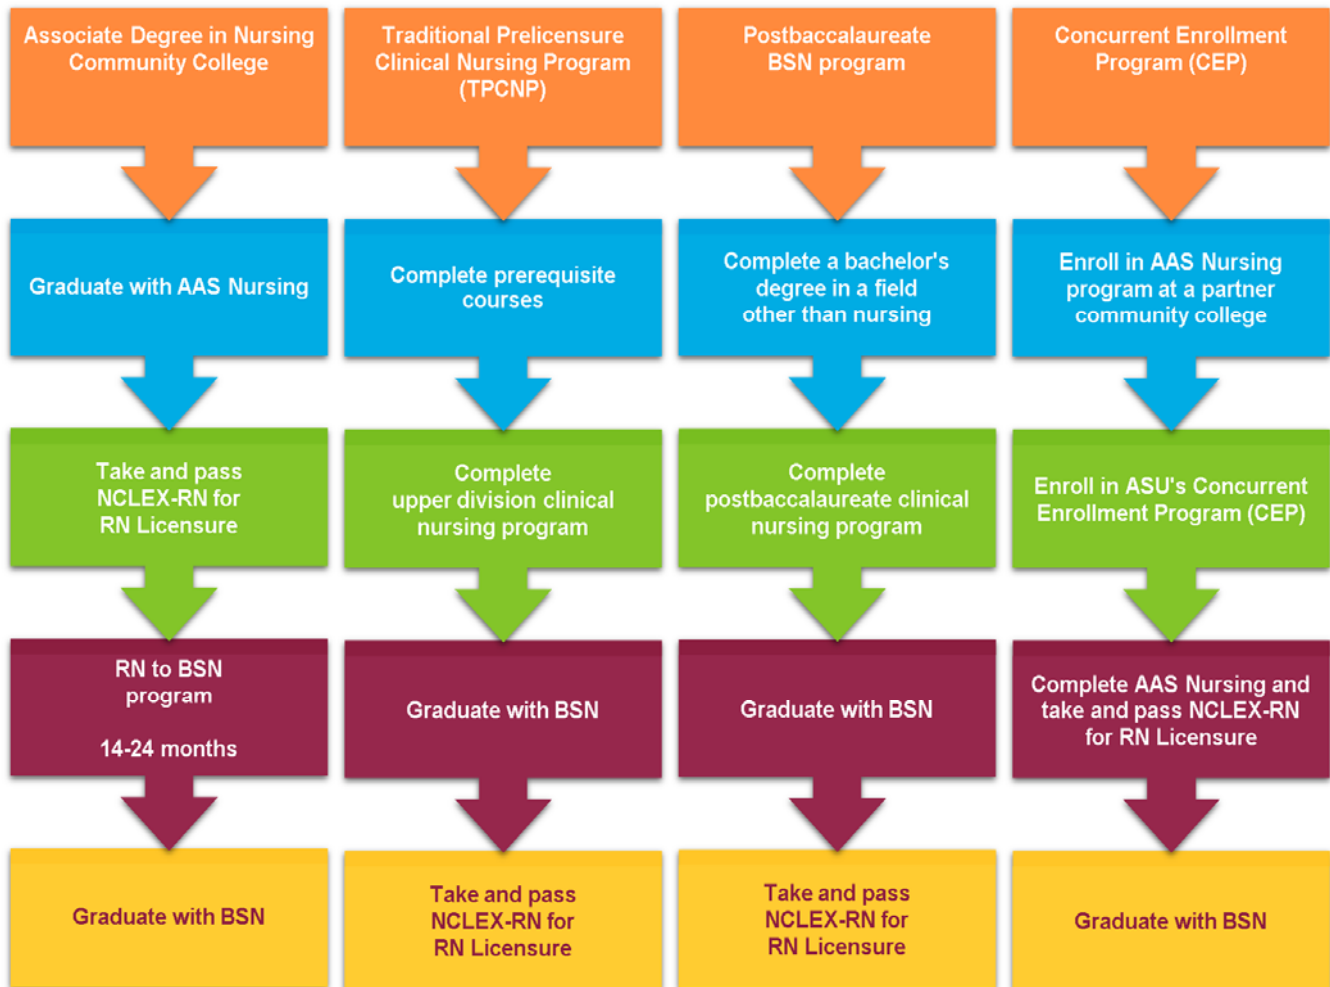 Associate Degree in Nursing
Community College
Traditional Prelicensure
Clinical Nursing Program
(TPCNP)
Postbaccalaureate
BSN program
Concurrent Enrollment
Program (CEP)
Graduate with AAS Nursing
Complete prerequisite
courses
Complete a bachelor's
degree in a field
other than nursing
Enroll in AAS Nursing
program at a partner
community college
Take and pass
NCLEX-RN for
RN Licensure
Complete
upper division clinical
nursing program
Complete
postbaccalaureate clinical
nursing program
Enroll in ASU's Concurrent
Enrollment Program (CEP)
RN to BSN
program
14-24 months
Graduate with BSN
Graduate with BSN
Complete AAS Nursing and
take and pass NCLEX-RN
for RN Licensure
Graduate with BSN
Take and pass
NCLEX-RN for
RN Licensure
Take and pass
NCLEX-RN for
RN Licensure
Graduate with BSN